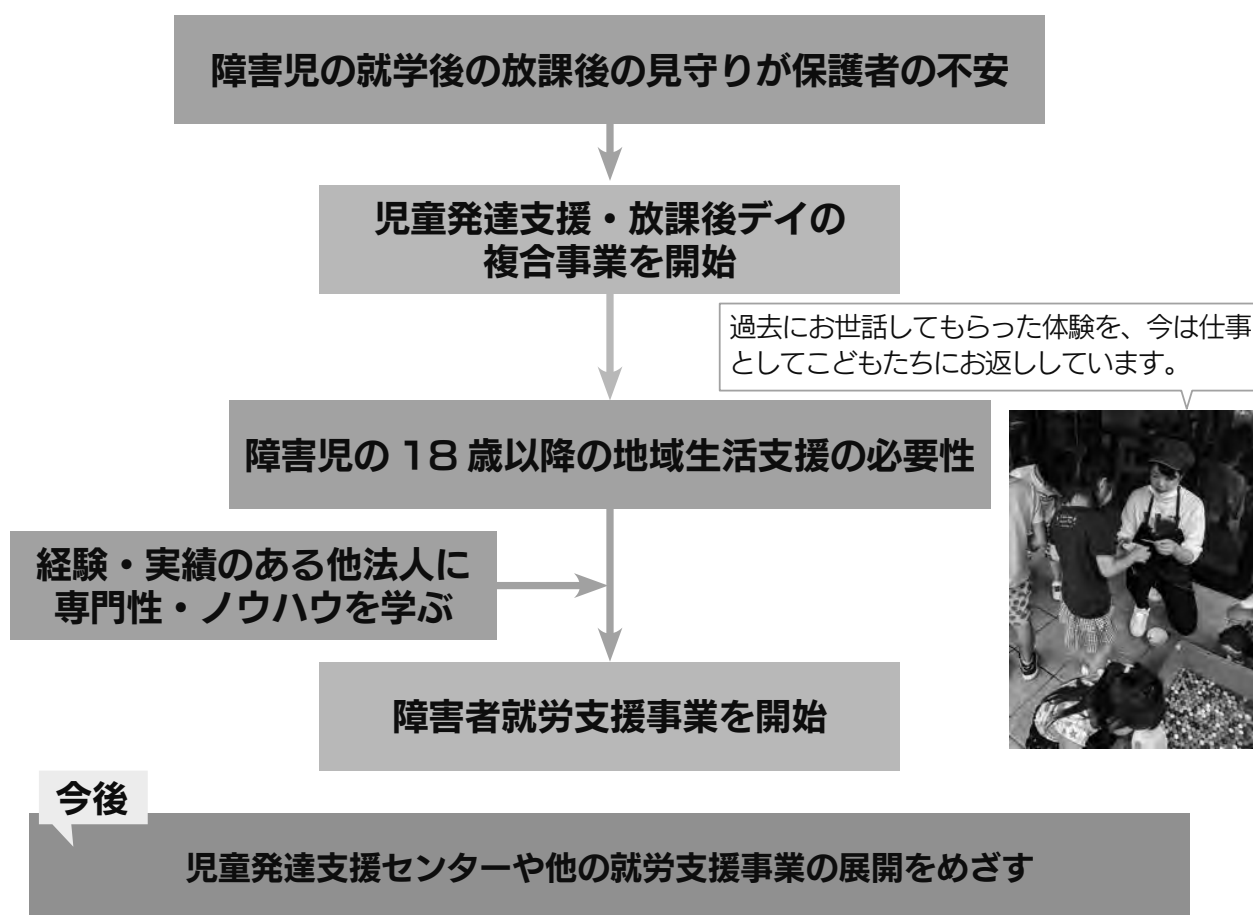 障害児の就学後の放課後の見守りが保護者の不安
児童発達支援・放課後デイの
複合事業を開始
過去にお世話してもらった体験を、今は仕事
としてこどもたちにお返ししています。
障害児の 18 歳以降の地域生活支援の必要性
経験・実績のある他法人に
専門性・ノウハウを学ぶ
障害者就労支援事業を開始
今後
児童発達支援センターや他の就労支援事業の展開をめざす